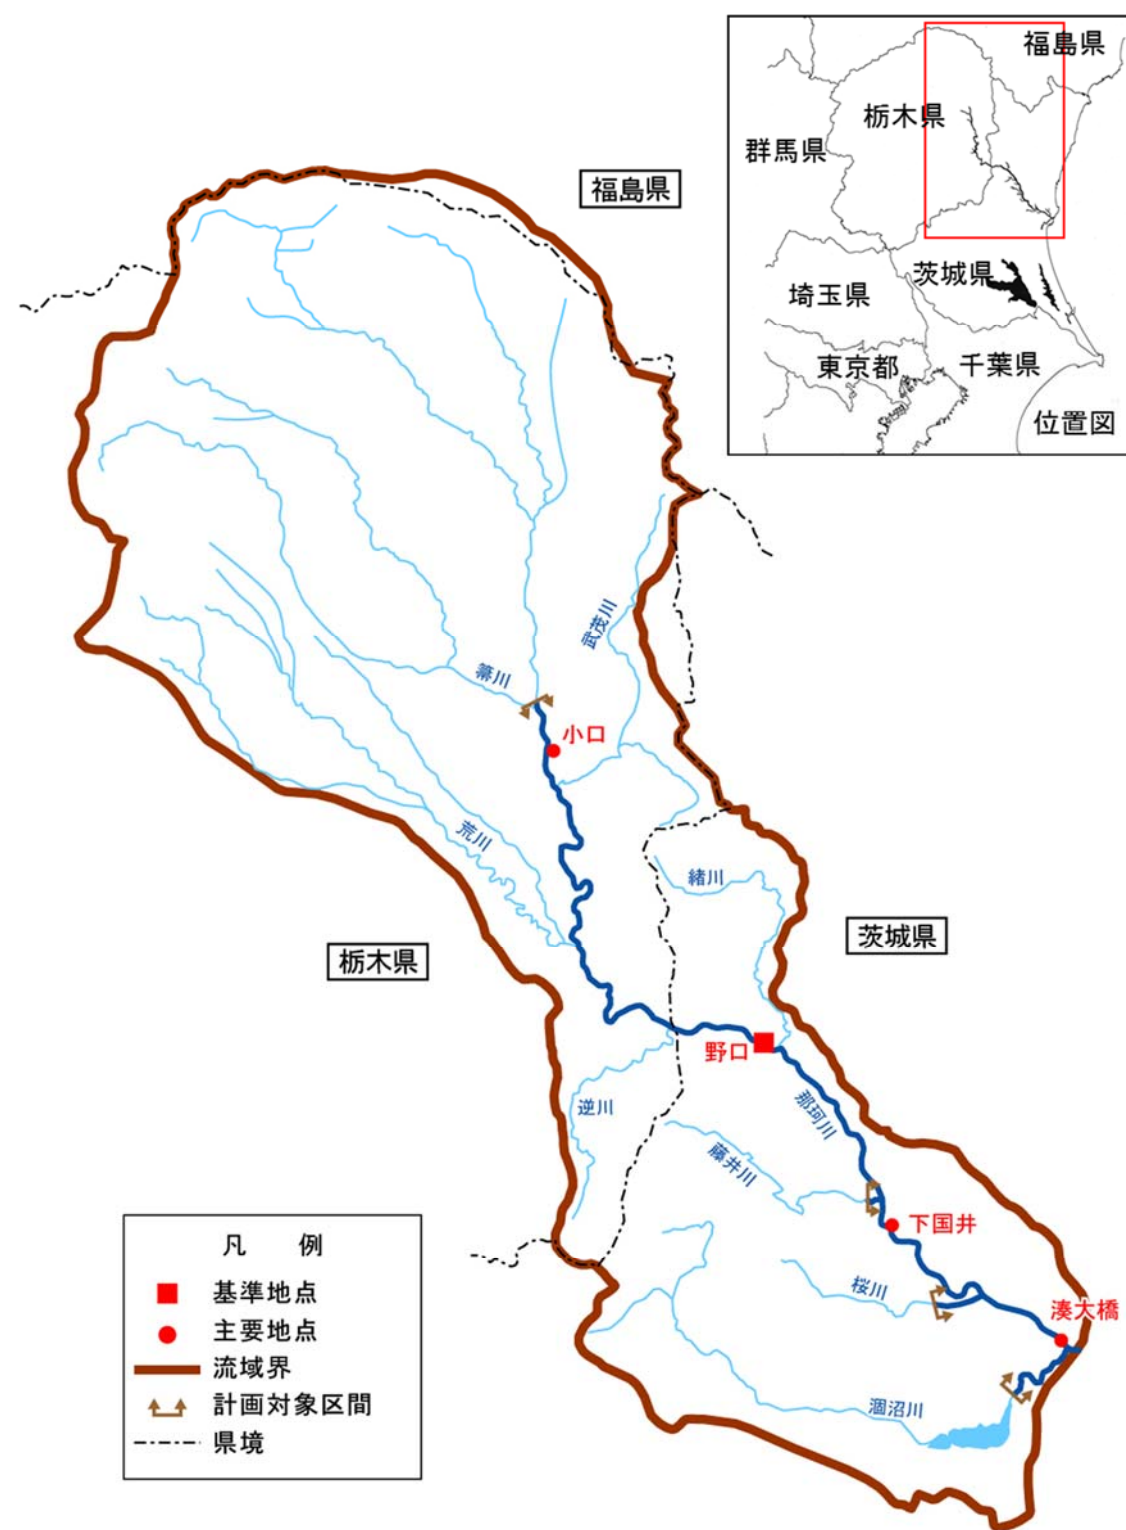 福島県
栃木県
群馬県
茨城県
埼玉県
東京都
千葉県
位置図
福島県
武茂川
箒川
小口
荒川
緒川
茨城県
栃木県
野口
那珂川
逆川
藤井川
下国井
桜川
湊大橋
涸沼川
凡 例
基準地点
主要地点
流域界
計画対象区間
県境